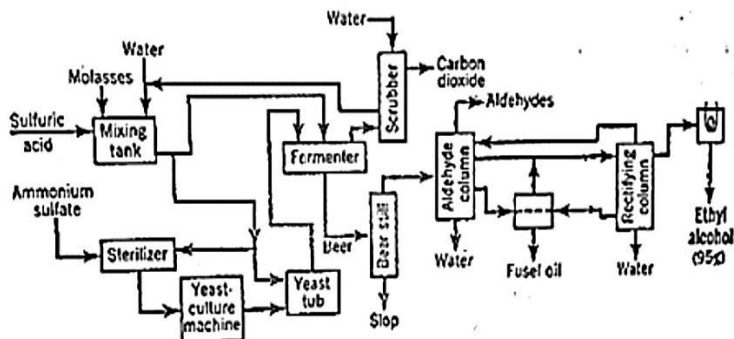 Water
Water
Molasses
Sulfuric
acid
Mixing
tank
Scrubber
Carbon
dioxide
Aldehydes
Formenter
Ammonium
sulfate
Sterilizer
Yeast-
culture
machine
Yeast
tub
Beer
Beer still
Slop
Aldehyde
column
Water
Fusel oil
Rectifying
column
Water
Ethyl
alcohol
(95%)